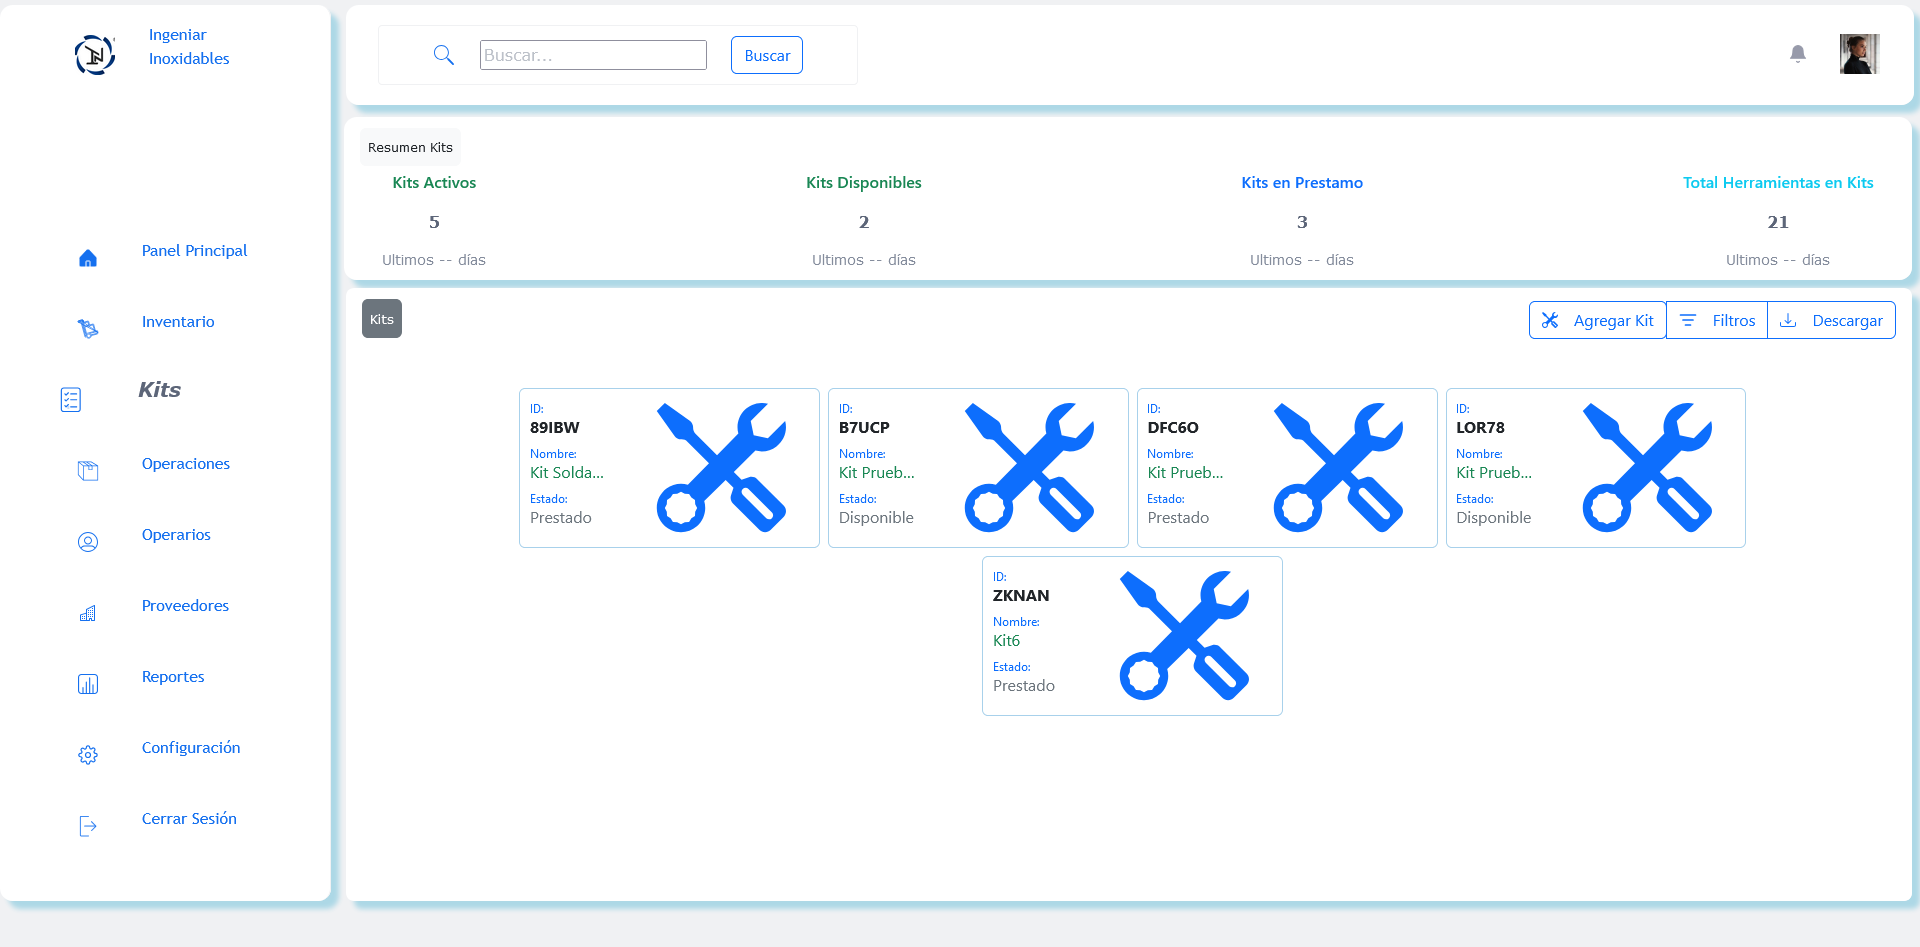 Ingeniar
Inoxidables
Panel Principal
Inventario
Kits
Operaciones
Operarios
Proveedores
Reportes
Configuración
Cerrar Sesión
Buscar...
Buscar
Resumen Kits
Kits Activos
5
Ultimos -- días
Kits Disponibles
2
Ultimos -- días
Kits en Prestamo
3
Ultimos -- días
Total Herramientas en Kits
21
Ultimos -- días
Kits
Agregar Kit
Filtros
Descargar
ID:
89IBW
Nombre:
Kit Solda...
Estado:
Prestado
ID:
B7UCP
Nombre:
Kit Prueb...
Estado:
Disponible
ID:
DFC6O
Nombre:
Kit Prueb...
Estado:
Prestado
ID:
LOR78
Nombre:
Kit Prueb...
Estado:
Disponible
ID:
ZKNAN
Nombre:
Kit6
Estado:
Prestado